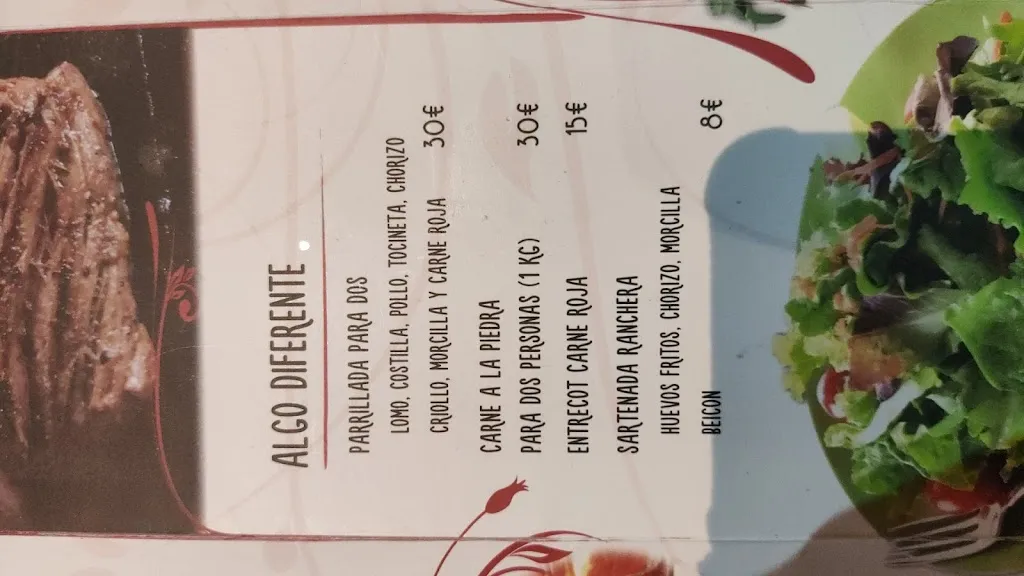 ALGO DIFERENTE
PARRILLADA PARA DOS
LOMO, COSTILLA, POLLO, TOCINETA, CHORIZO
CRIOLLO, MORCILLA Y CARNE ROJA 30€
CARNE A LA PIEDRA
PARA DOS PERSONAS (1 KG) 30€
ENTRECOT CARNE ROJA 15€
SARTENADA RANCHERA
HUEVOS FRITOS, CHORIZO, MORCILLA
BEICON 8€